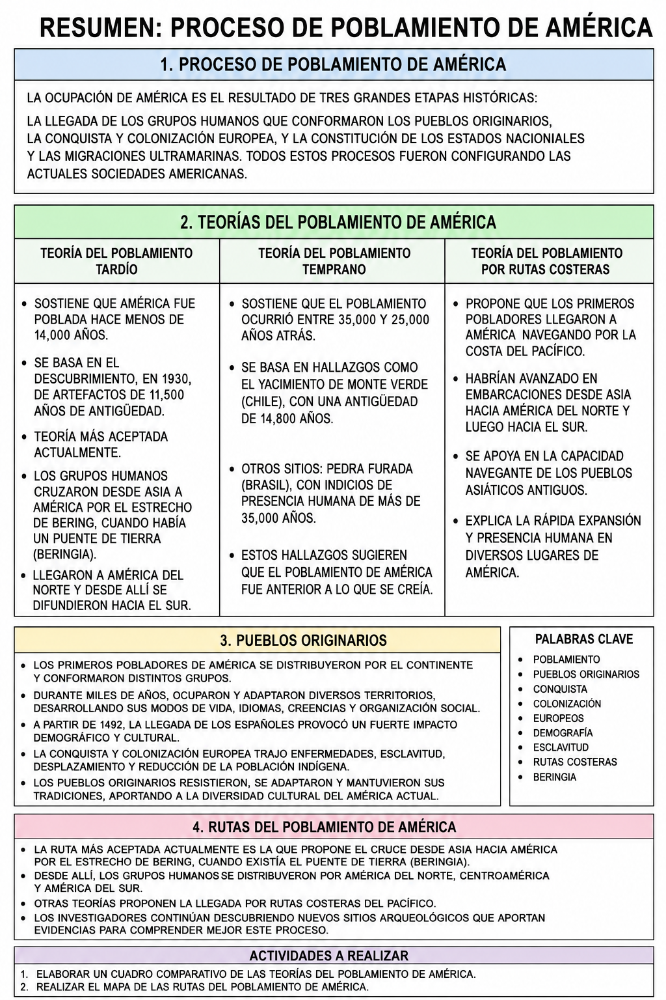 RESUMEN: PROCESO DE POBLAMIENTO DE AMÉRICA
1. PROCESO DE POBLAMIENTO DE AMÉRICA
LA OCUPACIÓN DE AMÉRICA ES EL RESULTADO DE TRES GRANDES ETAPAS HISTÓRICAS:
LA LLEGADA DE LOS GRUPOS HUMANOS QUE CONFORMARON LOS PUEBLOS ORIGINARIOS,
LA CONQUISTA Y COLONIZACIÓN EUROPEA, Y LA CONSTITUCIÓN DE LOS ESTADOS NACIONIALES
Y LAS MIGRACIONES ULTRAMARINAS. TODOS ESTOS PROCESOS FUERON CONFIGURANDO LAS
ACTUALES SOCIEDADES AMERICANAS.
2. TEORÍAS DEL POBLAMIENTO DE AMÉRICA
TEORÍA DEL POBLAMIENTO
TARDÍO
• SOSTIENE QUE AMÉRICA FUE
POBLADA HACE MENOS DE
14,000 AÑOS.
• SE BASA EN EL
DESCUBRIMIENTO, EN 1930,
DE ARTEFACTOS DE 11,500
AÑOS DE ANTIGÜEDAD.
• TEORÍA MÁS ACEPTADA
ACTUALMENTE.
• LOS GRUPOS HUMANOS
CRUZARON DESDE ASIA A
AMÉRICA POR EL ESTRECHO
DE BERING, CUANDO HABÍA
UN PUENTE DE TIERRA
(BERINGIA).
• LLEGARON A AMÉRICA DEL
NORTE Y DESDE ALLÍ SE
DIFUNDIERON HACIA EL SUR.
TEORÍA DEL POBLAMIENTO
TEMPRANO
• SOSTIENE QUE EL POBLAMIENTO
OCURRIÓ ENTRE 35,000 Y 25,000
AÑOS ATRÁS.
• SE BASA EN HALLAZGOS COMO
EL YACIMIENTO DE MONTE VERDE
(CHILE), CON UNA ANTIGÜEDAD
DE 14,800 AÑOS.
• OTROS SITIOS: PEDRA FURADA
(BRASIL), CON INDICIOS DE
PRESENCIA HUMANA DE MÁS DE
35,000 AÑOS.
• ESTOS HALLAZGOS SUGIEREN
QUE EL POBLAMIENTO DE AMÉRICA
FUE ANTERIOR A LO QUE SE CREÍA.
TEORÍA DEL POBLAMIENTO
POR RUTAS COSTERAS
• PROPONE QUE LOS PRIMEROS
POBLADORES LLEGARON A
AMÉRICA NAVEGANDO POR LA
COSTA DEL PACÍFICO.
• HABRÍAN AVANZADO EN
EMBARCACIONES DESDE ASIA
HACIA AMÉRICA DEL NORTE Y
LUEGO HACIA EL SUR.
• SE APOYA EN LA CAPACIDAD
NAVEGANTE DE LOS PUEBLOS
ASIÁTICOS ANTIGUOS.
• EXPLICA LA RÁPIDA EXPANSIÓN
Y PRESENCIA HUMANA EN
DIVERSOS LUGARES DE
AMÉRICA.
3. PUEBLOS ORIGINARIOS
• LOS PRIMEROS POBLADORES DE AMÉRICA SE DISTRIBUYERON POR EL CONTINENTE
Y CONFORMARON DISTINTOS GRUPOS.
• DURANTE MILES DE AÑOS, OCUPARON Y ADAPTARON DIVERSOS TERRITORIOS,
DESARROLLANDO SUS MODOS DE VIDA, IDIOMAS, CREENCIAS Y ORGANIZACIÓN SOCIAL.
• A PARTIR DE 1492, LA LLEGADA DE LOS ESPAÑOLES PROVOCÓ UN FUERTE IMPACTO
DEMOGRÁFICO Y CULTURAL.
• LA CONQUISTA Y COLONIZACIÓN EUROPEA TRAJO ENFERMEDADES, ESCLAVITUD,
DESPLAZAMIENTO Y REDUCCIÓN DE LA POBLACIÓN INDÍGENA.
• LOS PUEBLOS ORIGINARIOS RESISTIERON, SE ADAPTARON Y MANTUVIERON SUS
TRADICIONES, APORTANDO A LA DIVERSIDAD CULTURAL DEL AMÉRICA ACTUAL.
PALABRAS CLAVE
• POBLAMIENTO
• PUEBLOS ORIGINARIOS
• CONQUISTA
• COLONIZACIÓN
• EUROPEOS
• DEMOGRAFÍA
• ESCLAVITUD
• RUTAS COSTERAS
• BERINGIA
4. RUTAS DEL POBLAMIENTO DE AMÉRICA
• LA RUTA MÁS ACEPTADA ACTUALMENTE ES LA QUE PROPONE EL CRUCE DESDE ASIA HACIA AMÉRICA
POR EL ESTRECHO DE BERING, CUANDO EXISTÍA EL PUENTE DE TIERRA (BERINGIA).
• DESDE ALLÍ, LOS GRUPOS HUMANOS SE DISTRIBUVERON POR AMÉRICA DEL NORTE, CENTROAMÉRICA
Y AMÉRICA DEL SUR.
• OTRAS TEORÍAS PROPONEN LA LLEGADA POR RUTAS COSTERAS DEL PACÍFICO.
• LOS INVESTIGADORES CONTINÚAN DESCUBRIENDO NUEVOS SITIOS ARQUEOLÓGICOS QUE APORTAN
EVIDENCIAS PARA COMPRENDER MEJOR ESTE PROCESO.
ACTIVIDADES A REALIZAR
1. ELABORAR UN CUADRO COMPARATIVO DE LAS TEORÍAS DEL POBLAMIENTO DE AMÉRICA.
2. REALIZAR EL MAPA DE LAS RUTAS DEL POBLAMIENTO DE AMÉRICA.